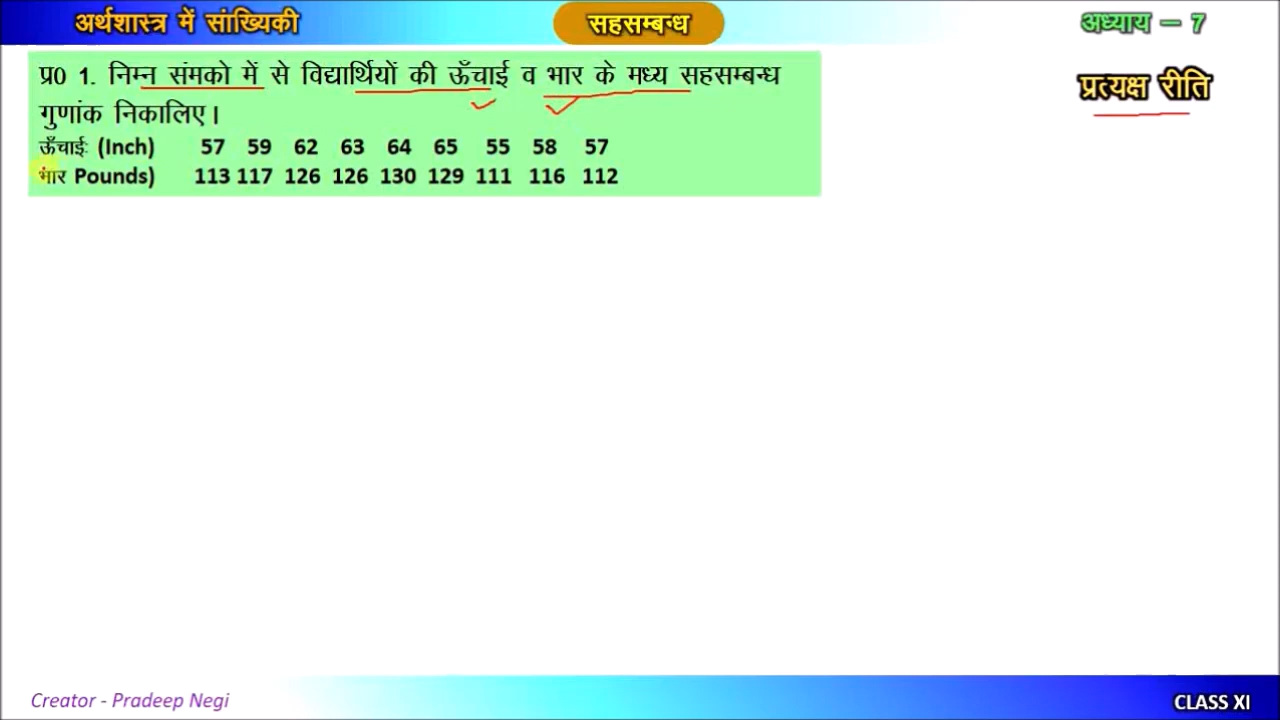 अर्थशास्त्र में सांख्यिकी
सहसम्बन्ध
अध्याय – 7
प्रत्यक्ष रीति
प्र0 1. निम्न संमको में से विद्यार्थियों की ऊँचाई व भार के मध्य सहसम्बन्ध
गुणांक निकालिए।
ऊँचाई: (Inch) 57 59 62 63 64 65 55 58 57
भार Pounds) 113 117 126 126 130 129 111 116 112
Creator - Pradeep Negi
CLASS XI